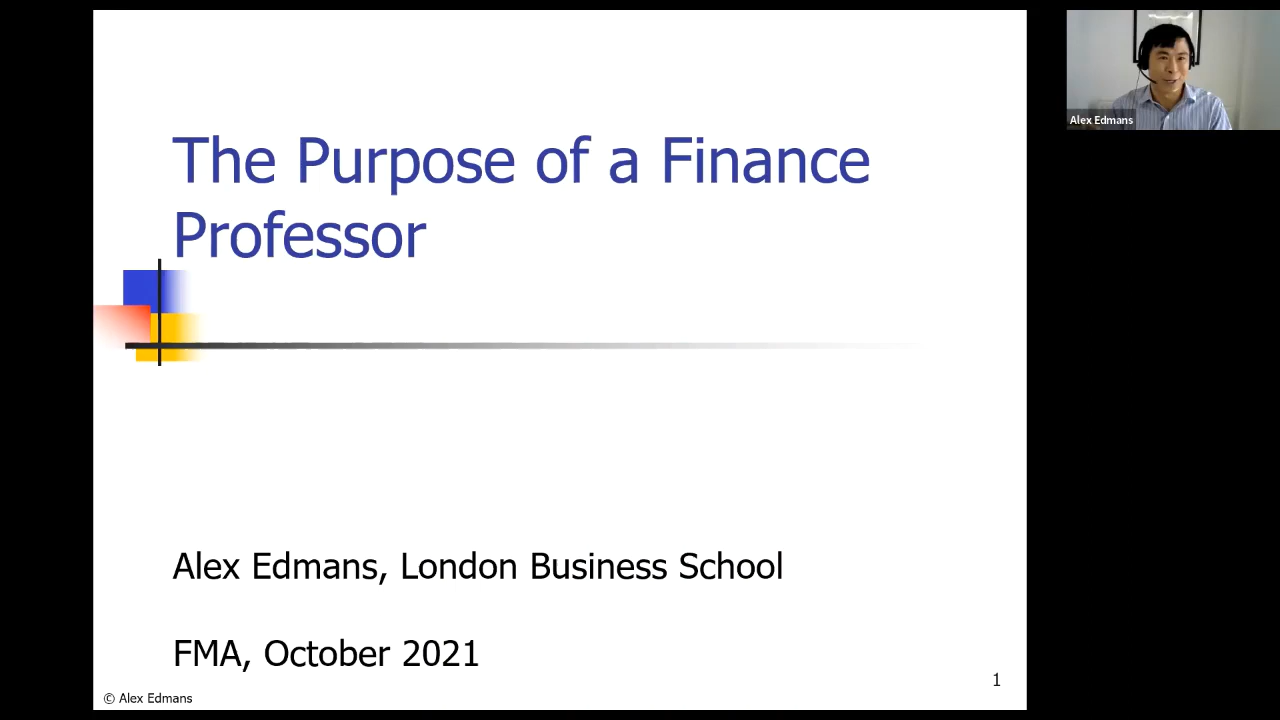 The Purpose of a Finance
Professor
Alex Edmans, London Business School
FMA, October 2021
1
© Alex Edmans
Alex Edmans